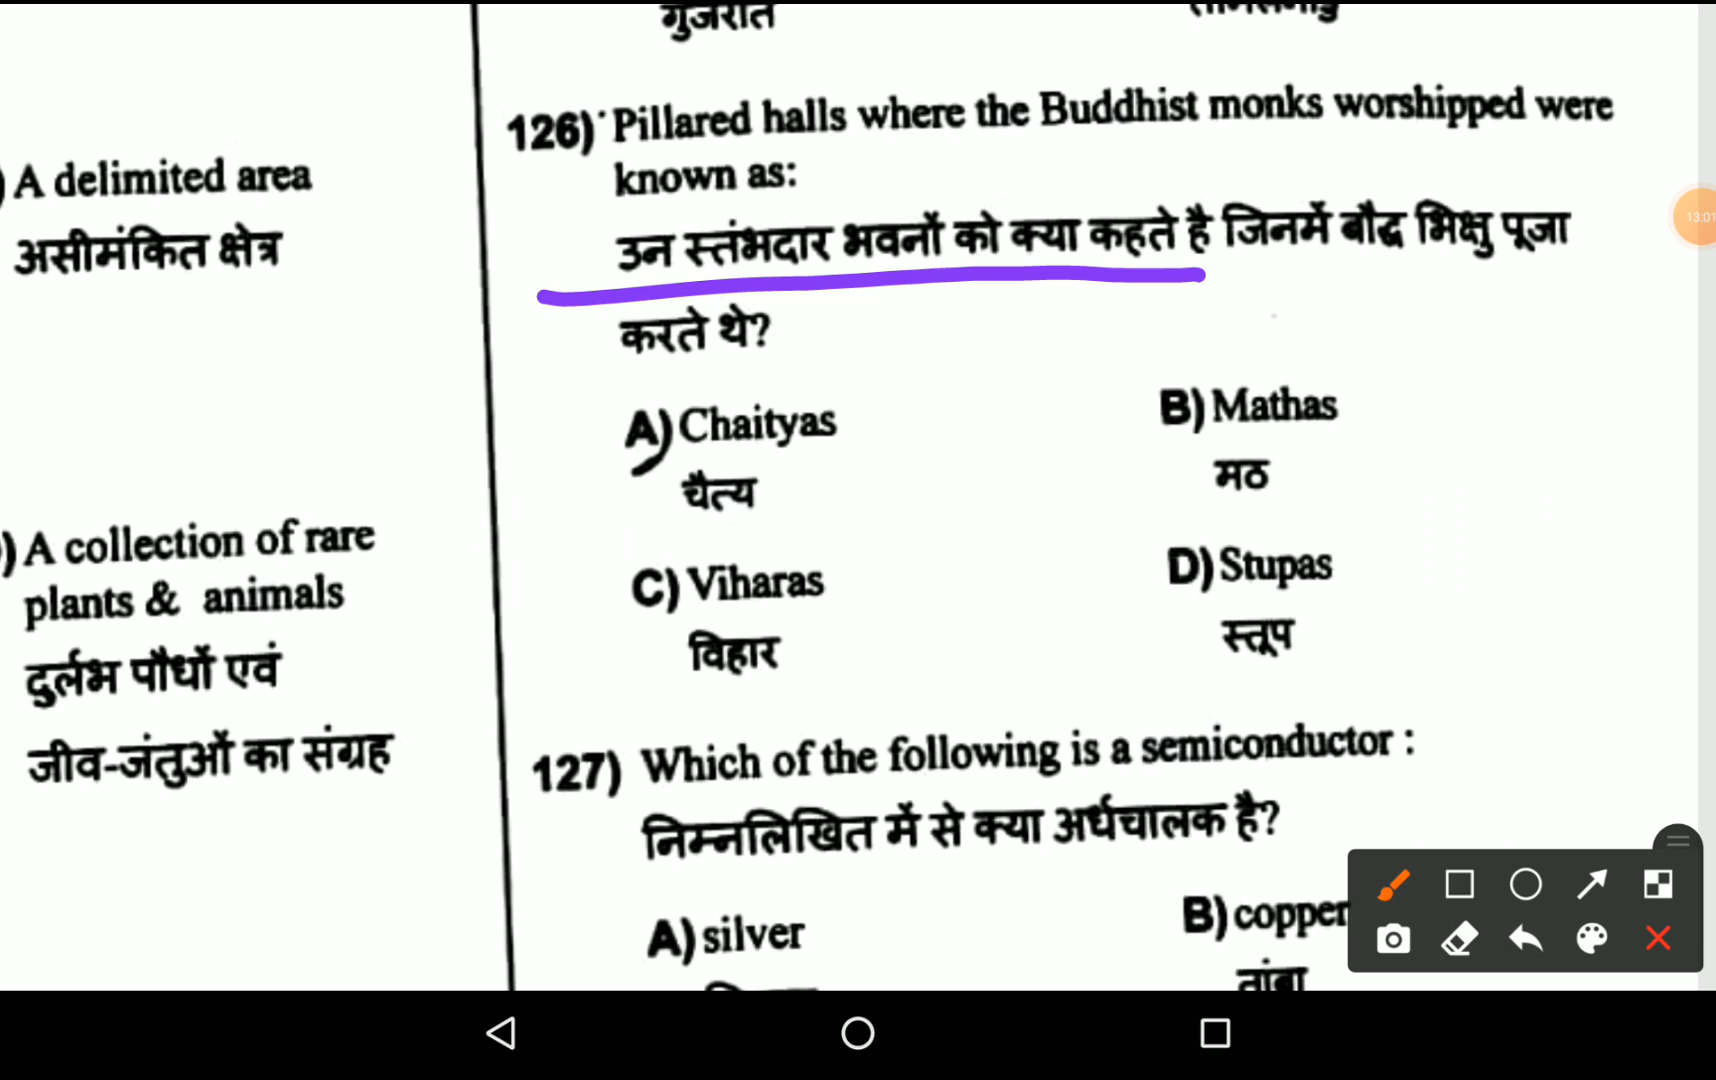 गुजरात
A delimited area
असीमंकित क्षेत्र
) A collection of rare
plants & animals
दुर्लभ पौधों एवं
जीव-जंतुओं का संग्रह
126) Pillared halls where the Buddhist monks worshipped were
known as:
उन स्तंभदार भवनों को क्या कहते है जिनमें बौद्ध भिक्षु पूजा
करते थे?
A) Chaityas
चैत्य
B) Mathas
मठ
C) Viharas
विहार
D) Stupas
स्तूप
127) Which of the following is a semiconductor :
निम्नलिखित में से क्या अर्धचालक है?
A) silver
B) copper
तांबा
13:01